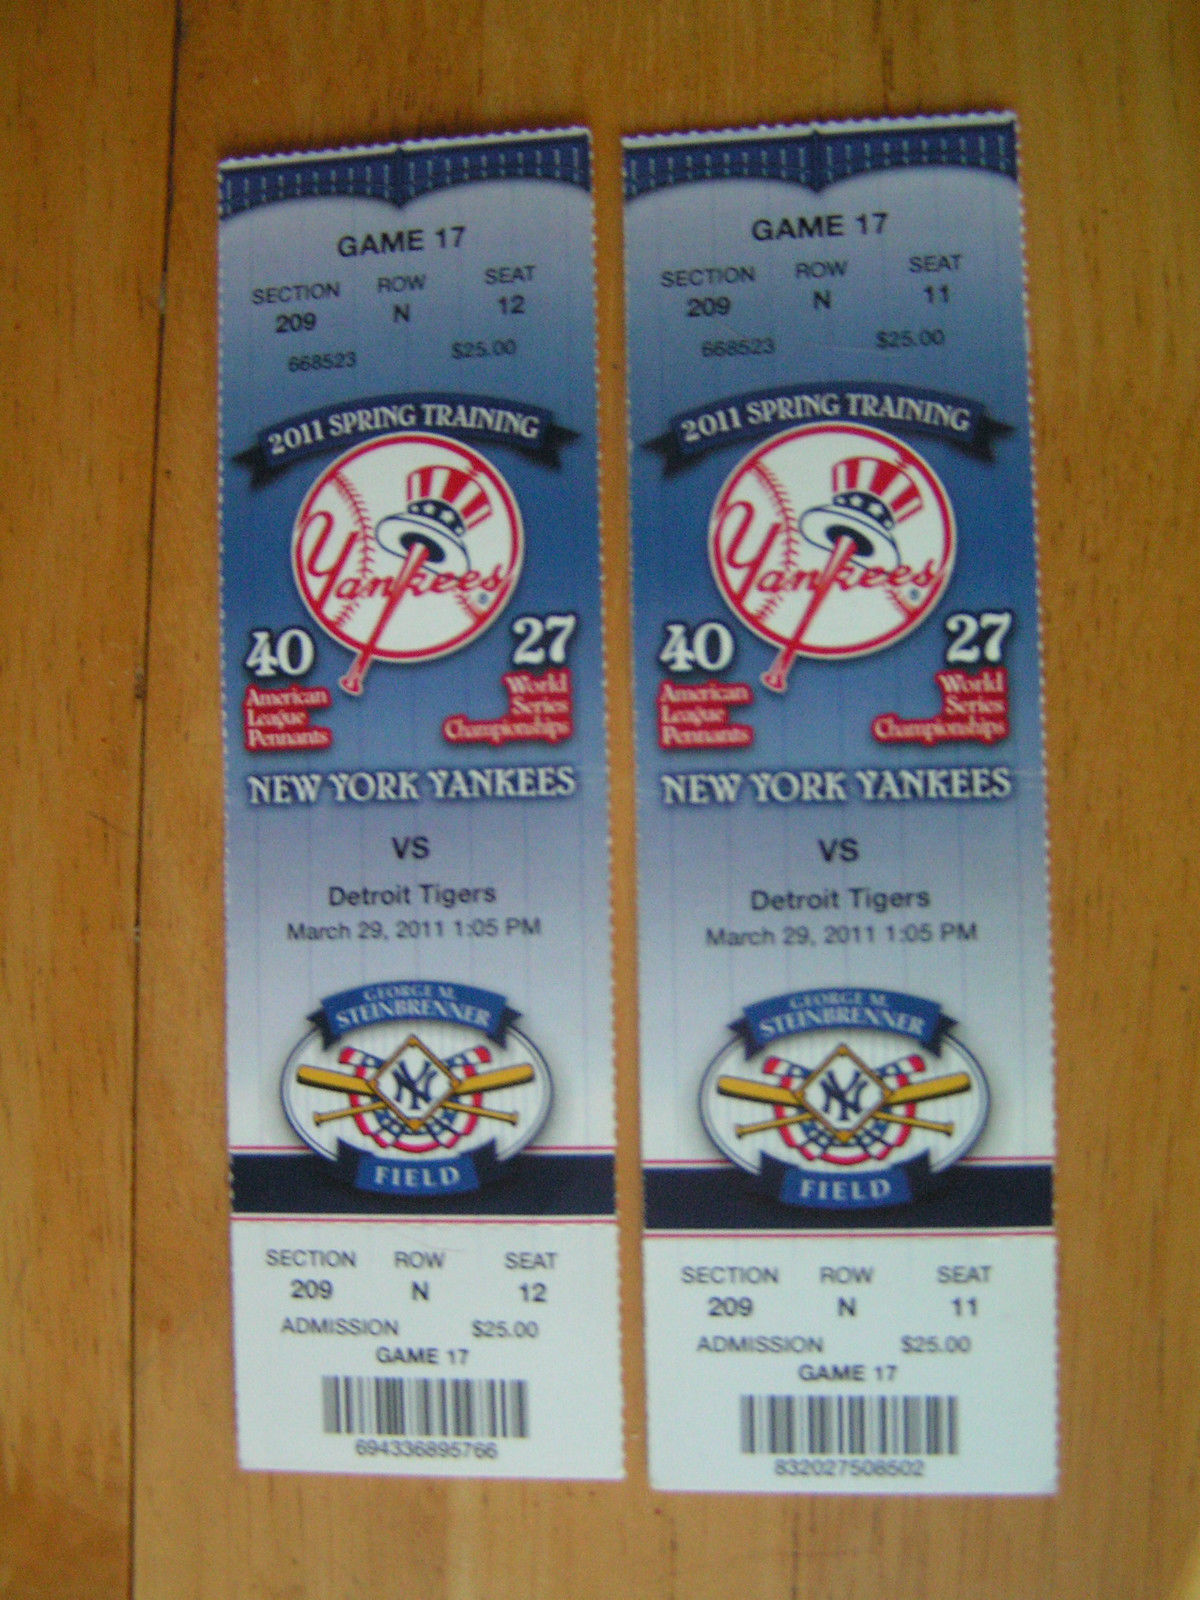 GAME 17
SECTION ROW SEAT
209 N 12
668523 $25.00
2011 SPRING TRAINING
Yankees®
40 27
American World
League Series
Pennants Championships
NEW YORK YANKEES
VS
Detroit Tigers
March 29, 2011 1:05 PM
GEORGE M.
STEINBRENNER
NY
FIELD
SECTION ROW SEAT
209 N 12
ADMISSION $25.00
GAME 17
694336895766
GAME 17
SECTION ROW SEAT
209 N 11
668523 $25.00
2011 SPRING TRAINING
Yankees®
40 27
American World
League Series
Pennants Championships
NEW YORK YANKEES
VS
Detroit Tigers
March 29, 2011 1:05 PM
GEORGE M.
STEINBRENNER
NY
FIELD
SECTION ROW SEAT
209 N 11
ADMISSION $25.00
GAME 17
832027508502